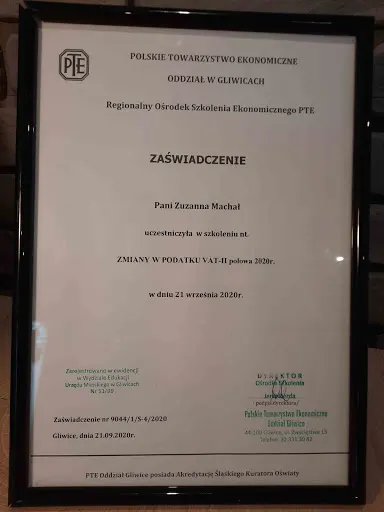 PTE
POLSKIE TOWARZYSTWO EKONOMICZNE
ODDZIAŁ W GLIWICACH
Regionalny Ośrodek Szkolenia Ekonomicznego PTE
ZAŚWIADCZENIE
Pani Zuzanna Machał
uczestniczyła w szkoleniu nt.
ZMIANY W PODATKU VAT-II połowa 2020r.
w dniu 21 września 2020r.
Zarejestrowano w ewidencji
w Wydziale Edukacji
Urzędu Miejskiego w Gliwicach
DYREKTOR
Ośrodka Szkolenia
Polskie Towarzystwo Ekonomiczne
Oddział Gliwice
Zaświadczenie nr 9044/1/S-4/2020
Gliwice, dnia 21.09.2020r.
PTE Oddział Gliwice posiada Akredytację Śląskiego Kuratora Oświaty